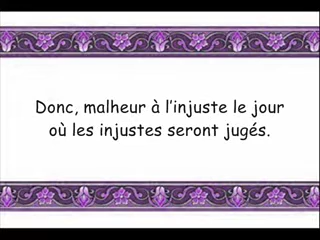 Donc, malheur à l'injuste le jour
où les injustes seront jugés.